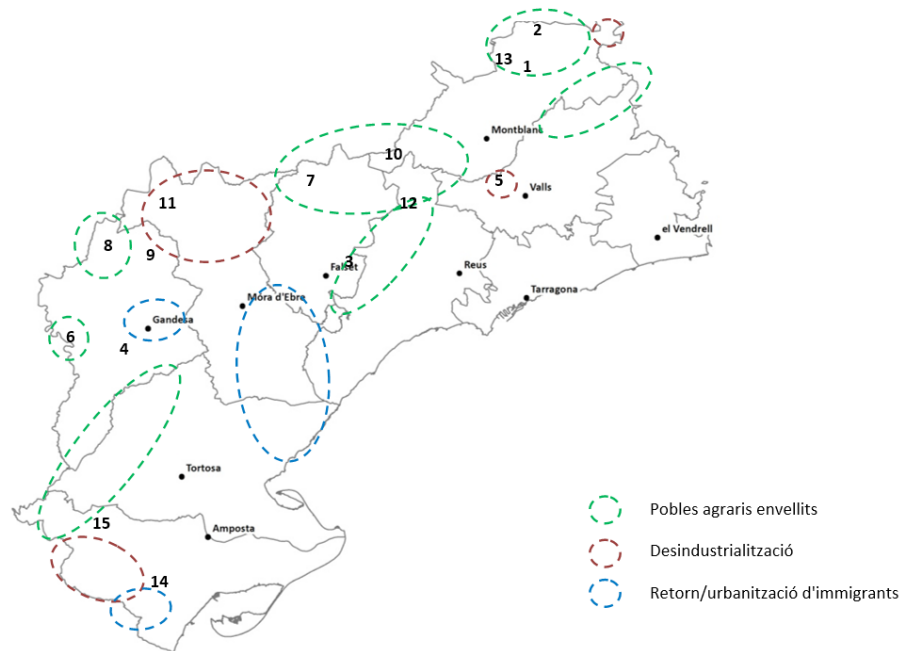 2
13
1
Montblanc
10
7
5
Valls
11
12
el Vendrell
8
9
3
Falset
Reus
Móra d'Ebre
Tarragona
Gandesa
6
4
Tortosa
Pobles agraris envellits
15
Amposta
Desindustrialització
14
Retorn/urbanització d'immigrants